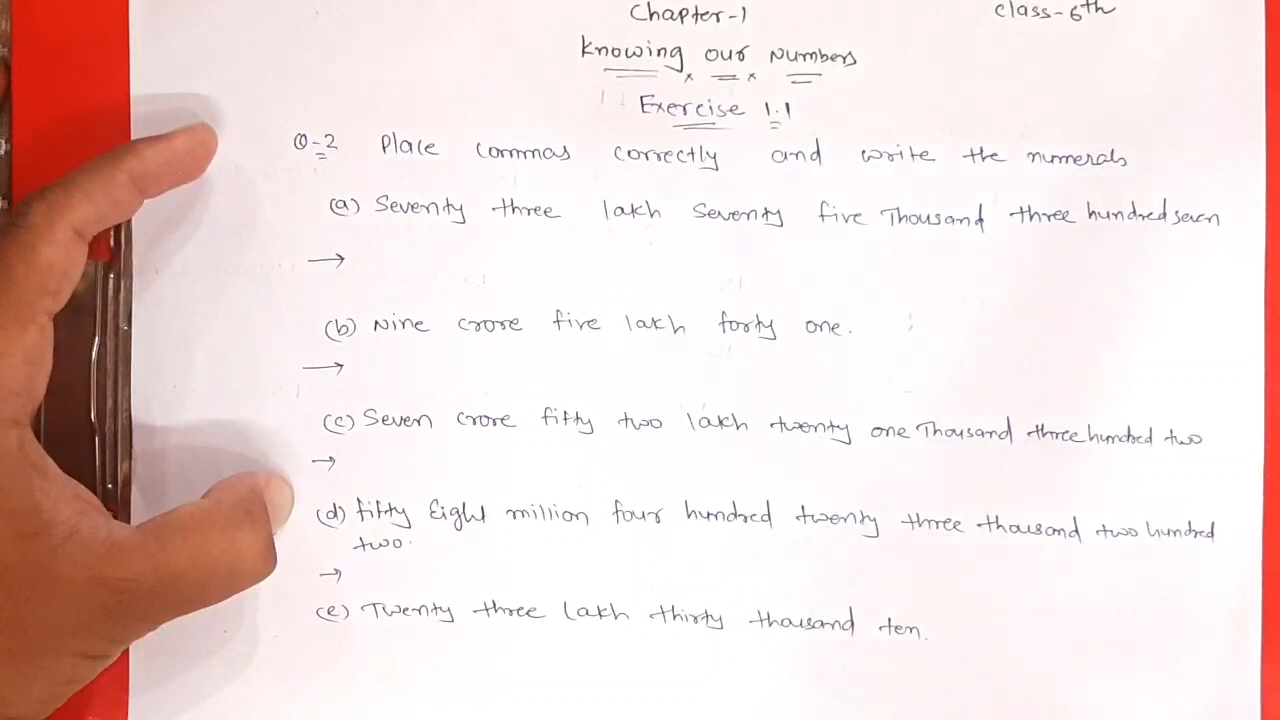 Chapter-1 class-6th
Knowing our Numbers
Exercise 1.1
Q-2 Place commas correctly and write the numerals
(a) Seventy three lakh Seventy five Thousand three hundred seven
→
(b) Nine crore five lakh forty one.
→
(c) Seven crore fifty two lakh twenty one Thousand three hundred two
→
(d) fifty Eight million four hundred twenty three thousand two hundred
two.
→
(e) Twenty three lakh thirty thousand ten.